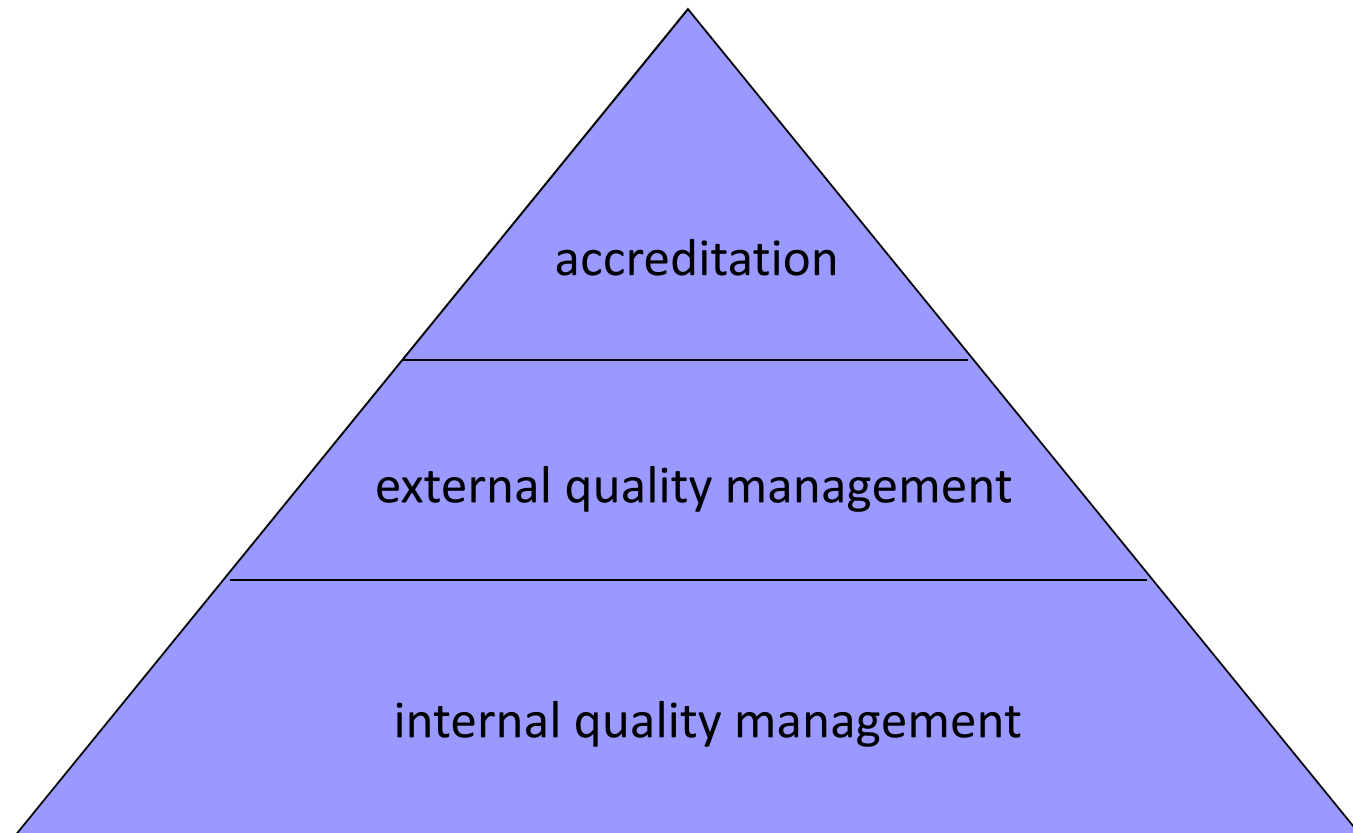 accreditation
external quality management
internal quality management